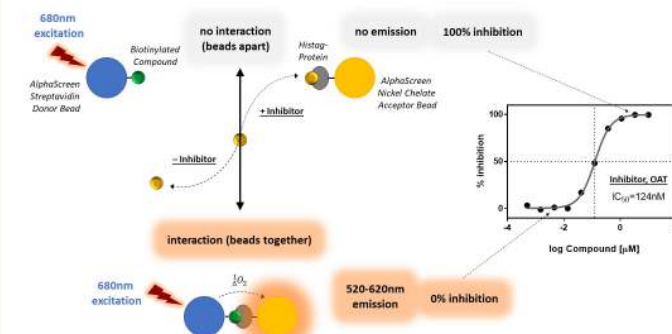 680nm
excitation
no interaction
(beads apart)
no emission
100% inhibition
Biotinylated
Compound
Histag-
Protein
AlphaScreen
Streptavidin
Donor Bead
AlphaScreen
Nickel Chelate
Acceptor Bead
+ Inhibitor
– Inhibitor
100
50
0
% Inhibition
Inhibitor, OAT
IC50=124nM
-4
-2
0
log Compound [µM]
interaction (beads together)
680nm
excitation
520-620nm
emission
0% inhibition